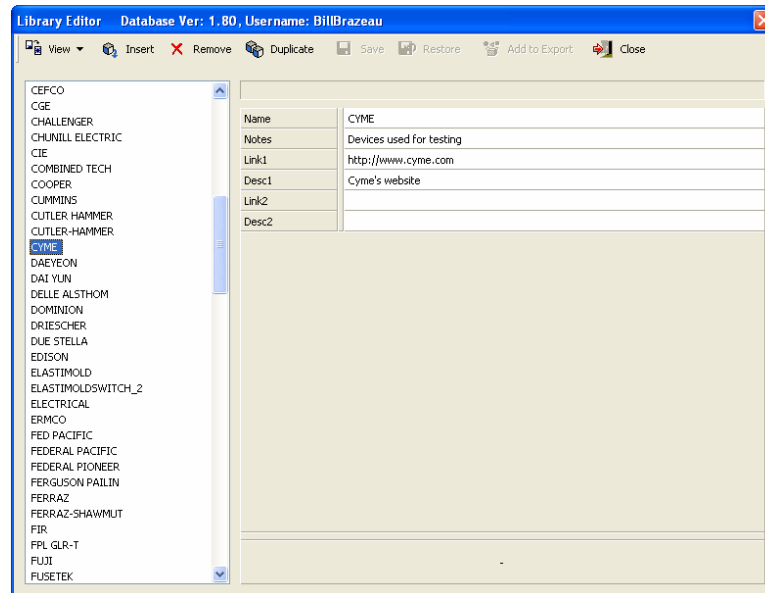 Library Editor Database Ver: 1.80, Username: BillBrazeau
View Insert Remove Duplicate Save Restore Add to Export Close
CEFCO
CGE
CHALLENGER
CHUNILL ELECTRIC
CIE
COMBINED TECH
COOPER
CUMMINS
CUTLER HAMMER
CUTLER-HAMMER
CYME
DAEYEON
DAI YUN
DELLE ALSTHOM
DOMINION
DRIESCHER
DUE STELLA
EDISON
ELASTIMOLD
ELASTIMOLDSWITCH_2
ELECTRICAL
ERMCO
FED PACIFIC
FEDERAL PACIFIC
FEDERAL PIONEER
FERGUSON PAILIN
FERRAZ
FERRAZ-SHAWMUT
FIR
FPL GLR-T
FUJI
FUSETEK
Name CYME
Notes Devices used for testing
Link1 http://www.cyme.com
Desc1 Cyme's website
Link2
Desc2
-